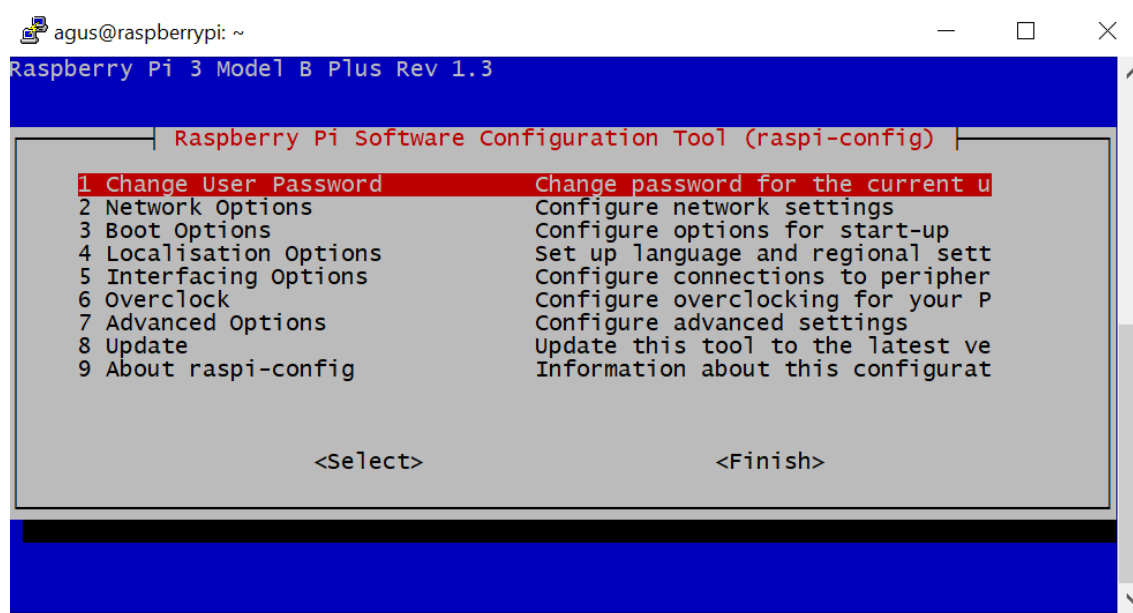 agus@raspberrypi: ~
Raspberry Pi 3 Model B Plus Rev 1.3
Raspberry Pi Software Configuration Tool (raspi-config)
1 Change User Password Change password for the current u
2 Network Options Configure network settings
3 Boot Options Configure options for start-up
4 Localisation Options Set up language and regional sett
5 Interfacing Options Configure connections to peripher
6 Overclock Configure overclocking for your P
7 Advanced Options Configure advanced settings
8 Update Update this tool to the latest ve
9 About raspi-config Information about this configurat
<Select> <Finish>